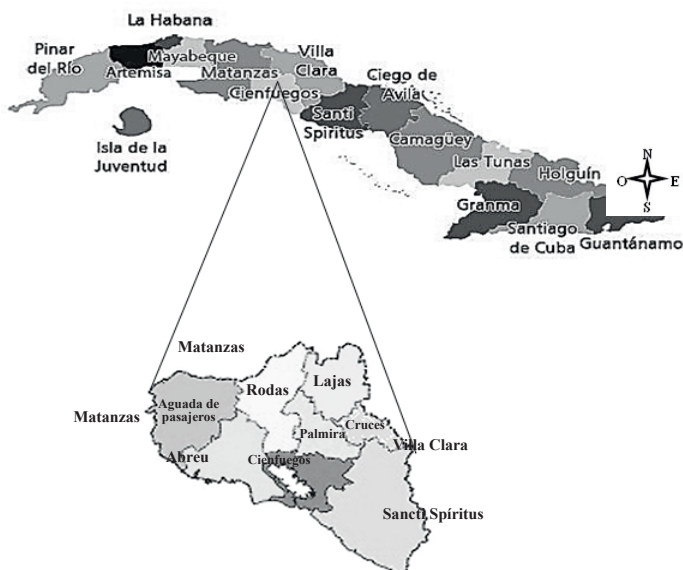 La Habana
Pinar
del Río
Artemisa
Mayabeque
Matanzas
Villa
Clara
Cienfuegos
Ciego de
Avila
Santi
Spiritus
Isla de la
Juventud
Camagüey
Las Tunas
Holguín
Granma
Santiago
de Cuba
Guantánamo
N
O
E
S
Matanzas
Lajas
Rodas
Aguada de
pasajeros
Matanzas
Cruces
Palmira
Villa Clara
Abreu
Cienfuegos
Sancti Spíritus